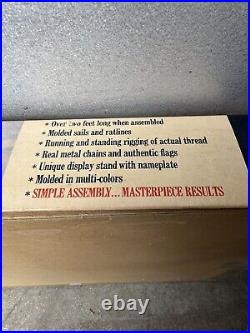 * Over two feet long when assembled
* Molded sails and ratlines
* Running and standing rigging of actual thread
* Real metal chains and authentic flags
* Unique display stand with nameplate
* Molded in multi-colors
* SIMPLE ASSEMBLY... MASTERPIECE RESULTS